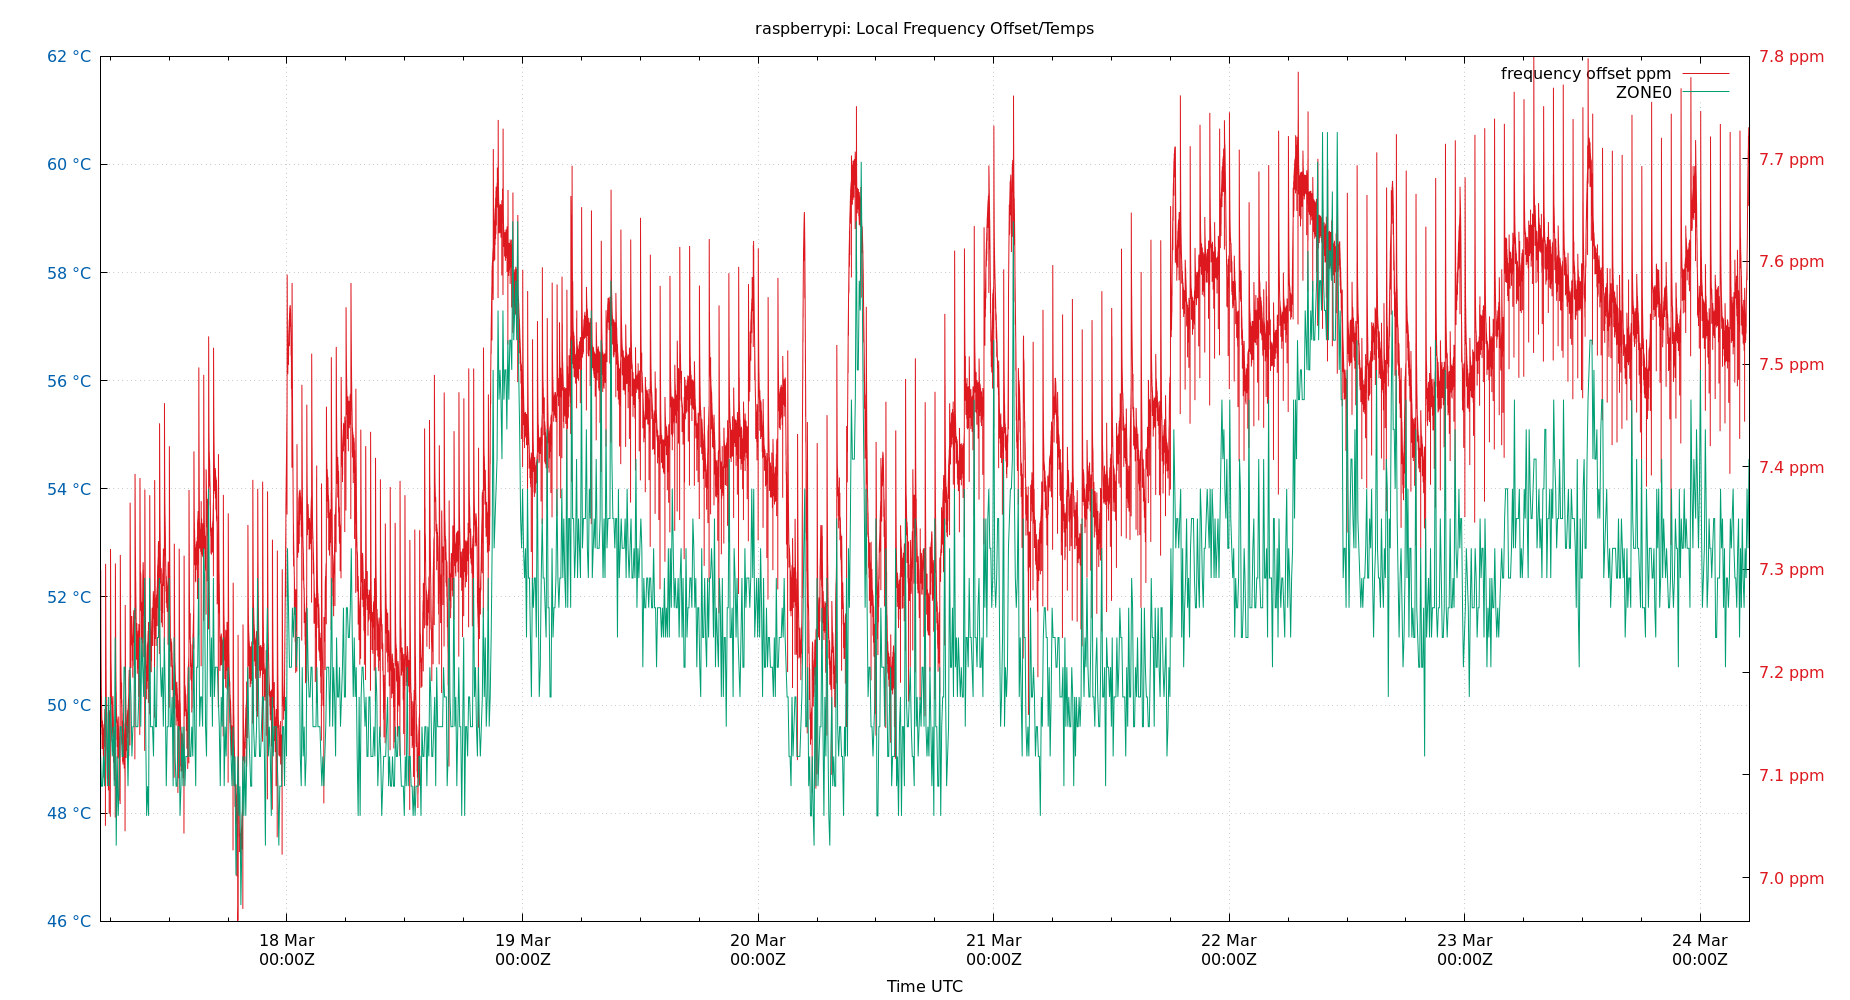 raspberrypi: Local Frequency Offset/Temps
62 °C
60 °C
58 °C
56 °C
54 °C
52 °C
50 °C
48 °C
46 °C
7.8 ppm
7.7 ppm
7.6 ppm
7.5 ppm
7.4 ppm
7.3 ppm
7.2 ppm
7.1 ppm
7.0 ppm
frequency offset ppm
ZONE0
18 Mar
00:00Z
19 Mar
00:00Z
20 Mar
00:00Z
21 Mar
00:00Z
22 Mar
00:00Z
23 Mar
00:00Z
24 Mar
00:00Z
Time UTC